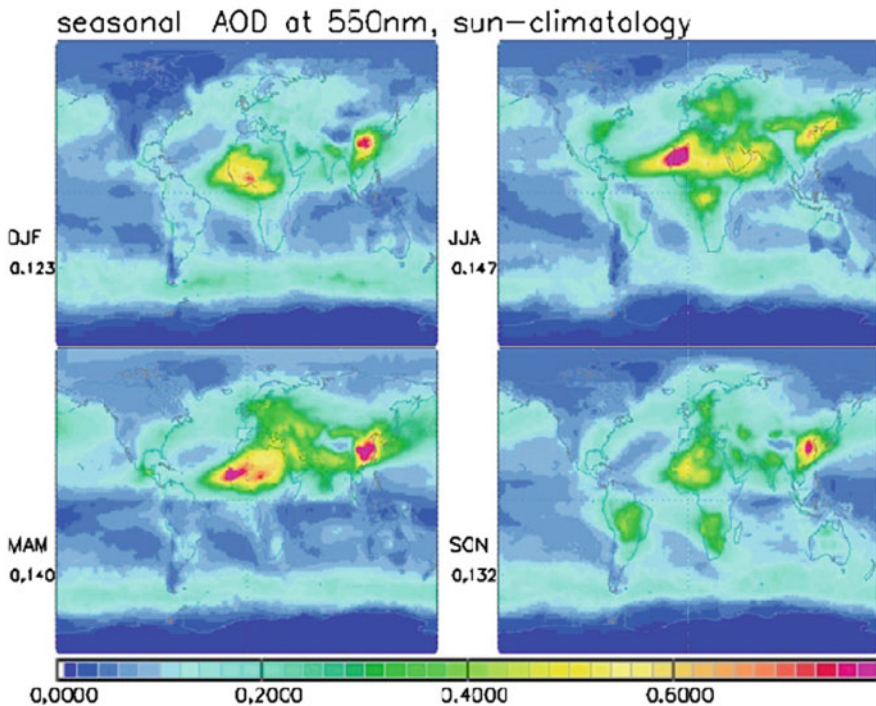 seasonal AOD at 550nm, sun-climatology
DJF
0.123
JJA
0.147
MAM
0.140
SON
0.132
0.0000 0.2000 0.4000 0.6000